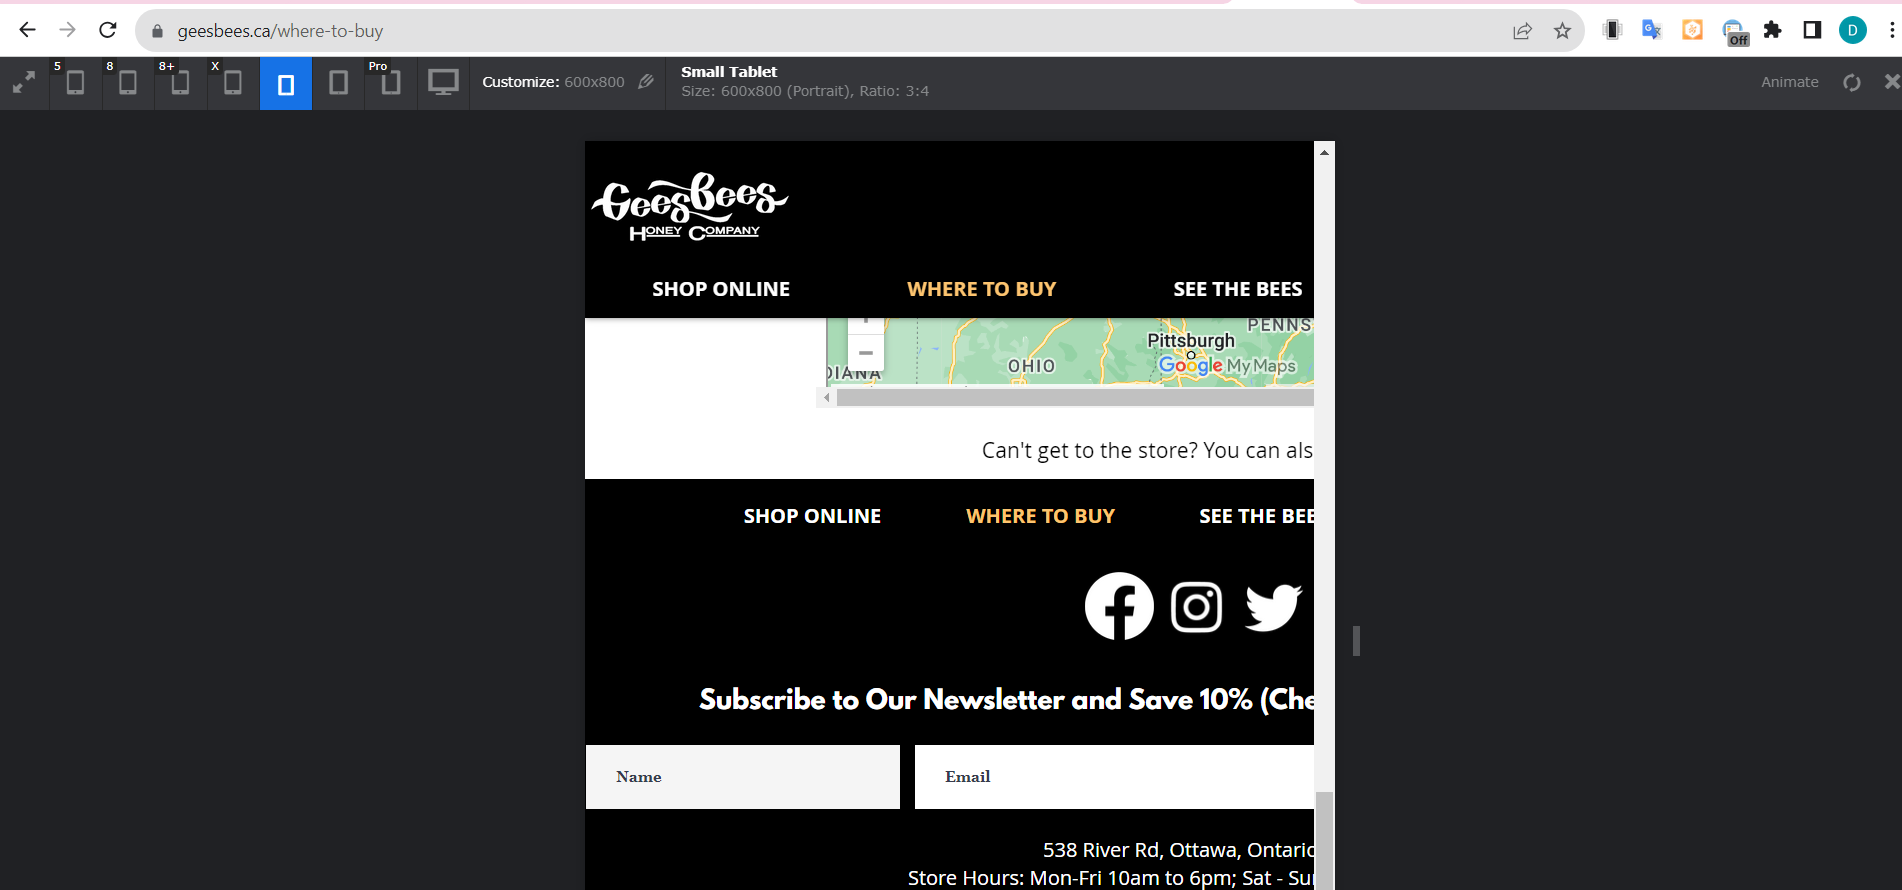 geesbees.ca/where-to-buy
Off
D
5
8
8+
X
Pro
Customize: 600x800
Small Tablet
Size: 600x800 (Portrait), Ratio: 3:4
Animate
GeesBees
HONEY COMPANY
SHOP ONLINE WHERE TO BUY SEE THE BEES
PENNS
Pittsburgh
OHIO
Google My Maps
DIANA
Can't get to the store? You can als
SHOP ONLINE WHERE TO BUY SEE THE BEE
Subscribe to Our Newsletter and Save 10% (Che
Name Email
538 River Rd, Ottawa, Ontario
Store Hours: Mon-Fri 10am to 6pm; Sat - Sun